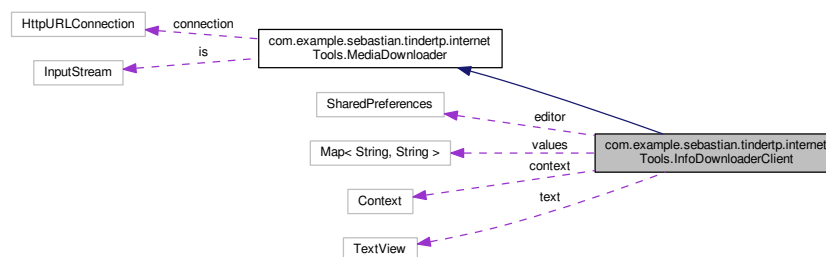 HttpURLConnection
connection
com.example.sebastian.tindertp.internet
Tools.MediaDownloader
is
InputStream
SharedPreferences
editor
Map< String, String >
values
com.example.sebastian.tindertp.internet
Tools.InfoDownloaderClient
context
Context
text
TextView